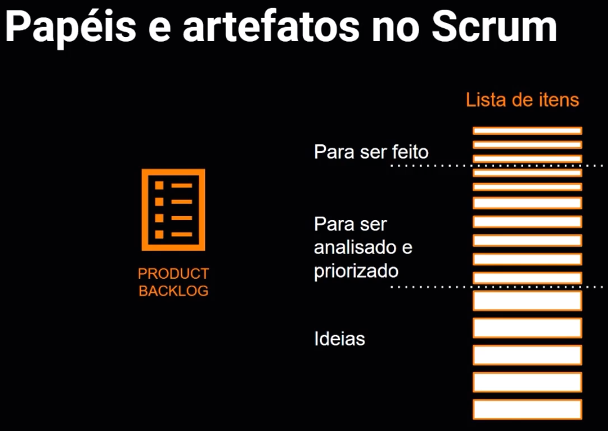 Papéis e artefatos no Scrum
Lista de itens
Para ser feito
Para ser
analisado e
priorizado
PRODUCT
BACKLOG
Ideias